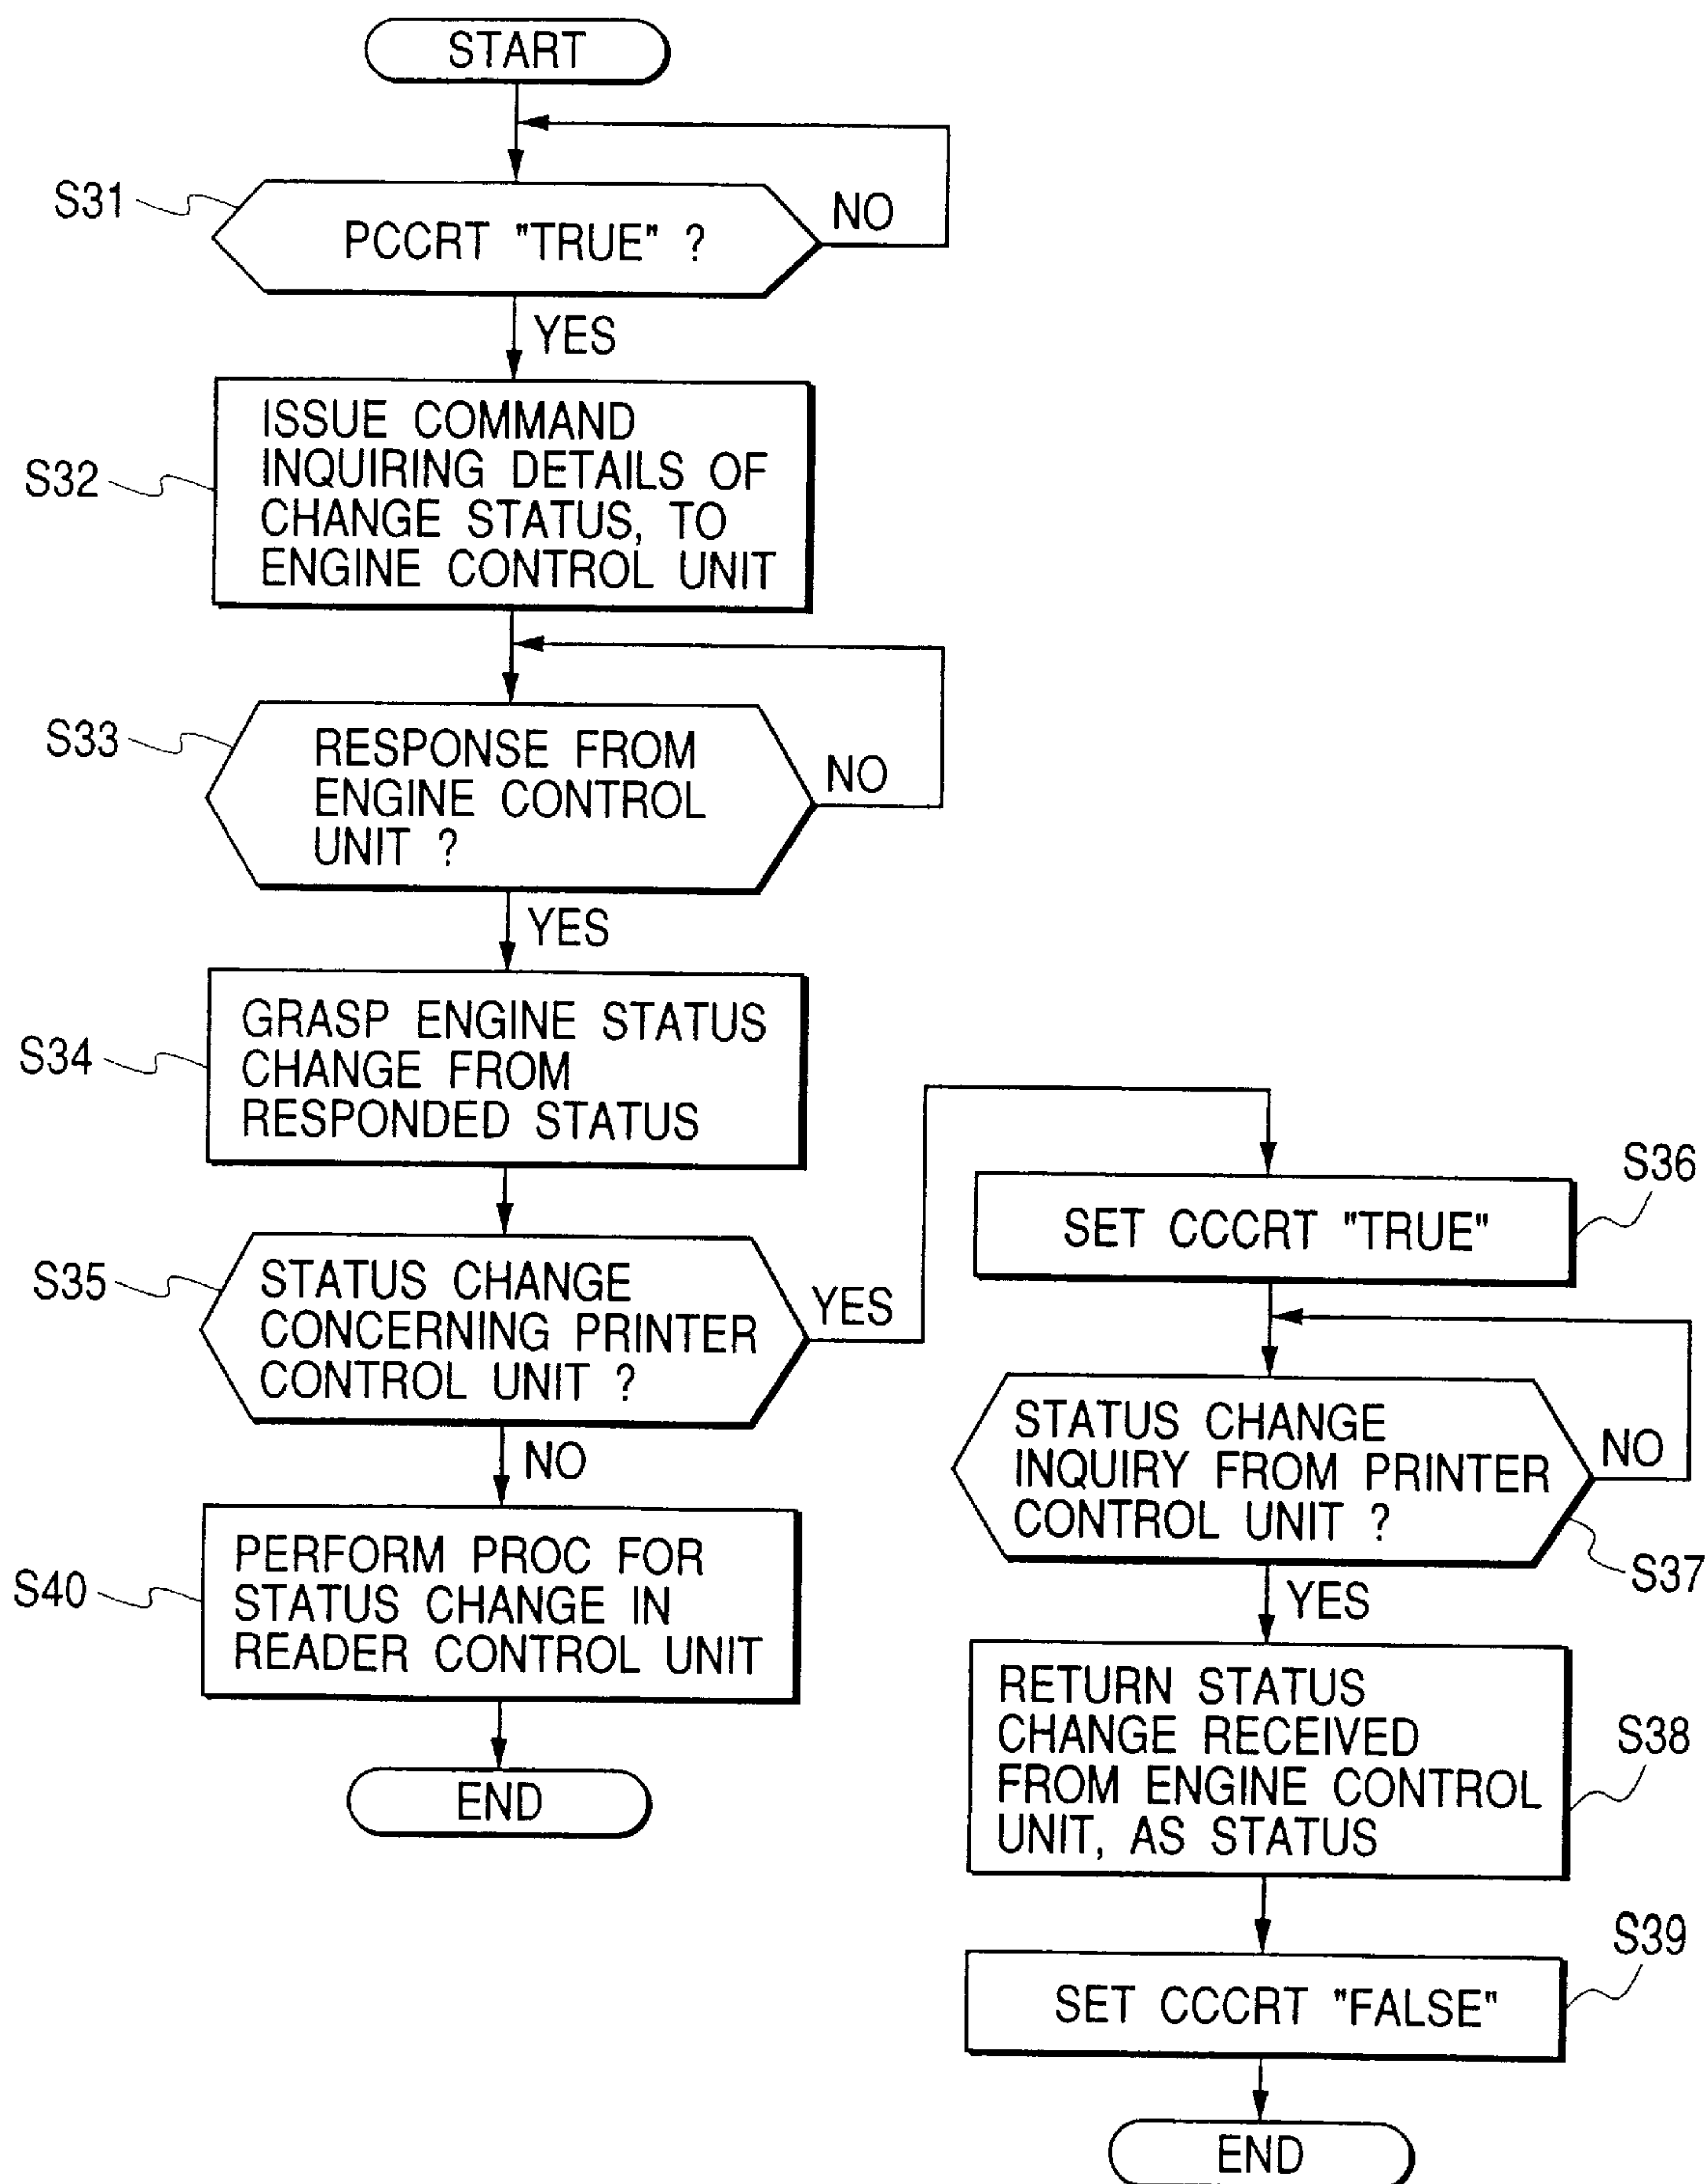 START
S31
PCCRT "TRUE" ?
NO
YES
S32
ISSUE COMMAND
INQUIRING DETAILS OF
CHANGE STATUS, TO
ENGINE CONTROL UNIT
S33
RESPONSE FROM
ENGINE CONTROL
UNIT ?
NO
YES
S34
GRASP ENGINE STATUS
CHANGE FROM
RESPONDED STATUS
S35
STATUS CHANGE
CONCERNING PRINTER
CONTROL UNIT ?
YES
NO
S40
PERFORM PROC FOR
STATUS CHANGE IN
READER CONTROL UNIT
END
S36
SET CCCRT "TRUE"
STATUS CHANGE
INQUIRY FROM PRINTER
CONTROL UNIT ?
NO
S37
YES
RETURN STATUS
CHANGE RECEIVED
FROM ENGINE CONTROL
UNIT, AS STATUS
S38
S39
SET CCCRT "FALSE"
END